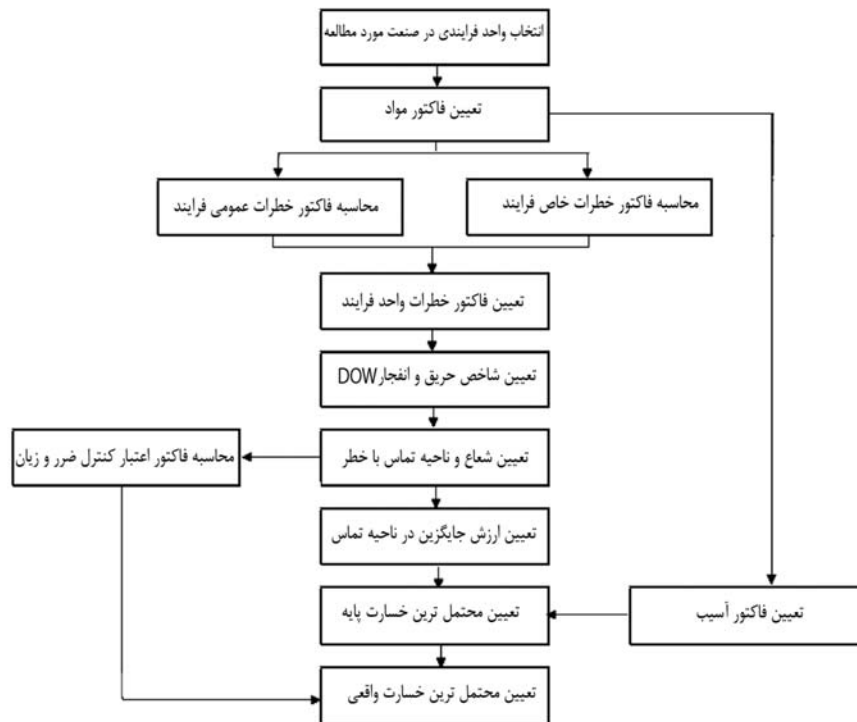 انتخاب واحد فرایندی در صنعت مورد مطالعه
تعیین فاکتور مواد
محاسبه فاکتور خطرات خاص فرایند
محاسبه فاکتور خطرات عمومی فرایند
تعیین فاکتور خطرات واحد فرایند
تعیین شاخص حریق و انفجار DOW
تعیین شعاع و ناحیه تماس با خطر
محاسبه فاکتور اعتبار کنترل ضرر و زیان
تعیین ارزش جایگزین در ناحیه تماس
تعیین فاکتور آسیب
تعیین محتمل ترین خسارت پایه
تعیین محتمل ترین خسارت واقعی